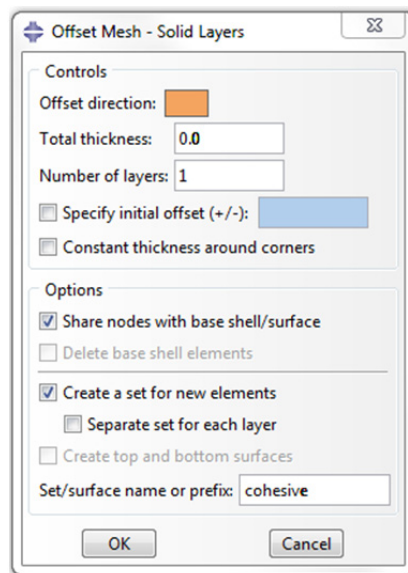 Offset Mesh - Solid Layers
Controls
Offset direction:
Total thickness: 0.0
Number of layers: 1
Specify initial offset (+/-):
Constant thickness around corners
Options
Share nodes with base shell/surface
Delete base shell elements
Create a set for new elements
Separate set for each layer
Create top and bottom surfaces
Set/surface name or prefix: cohesive
OK Cancel